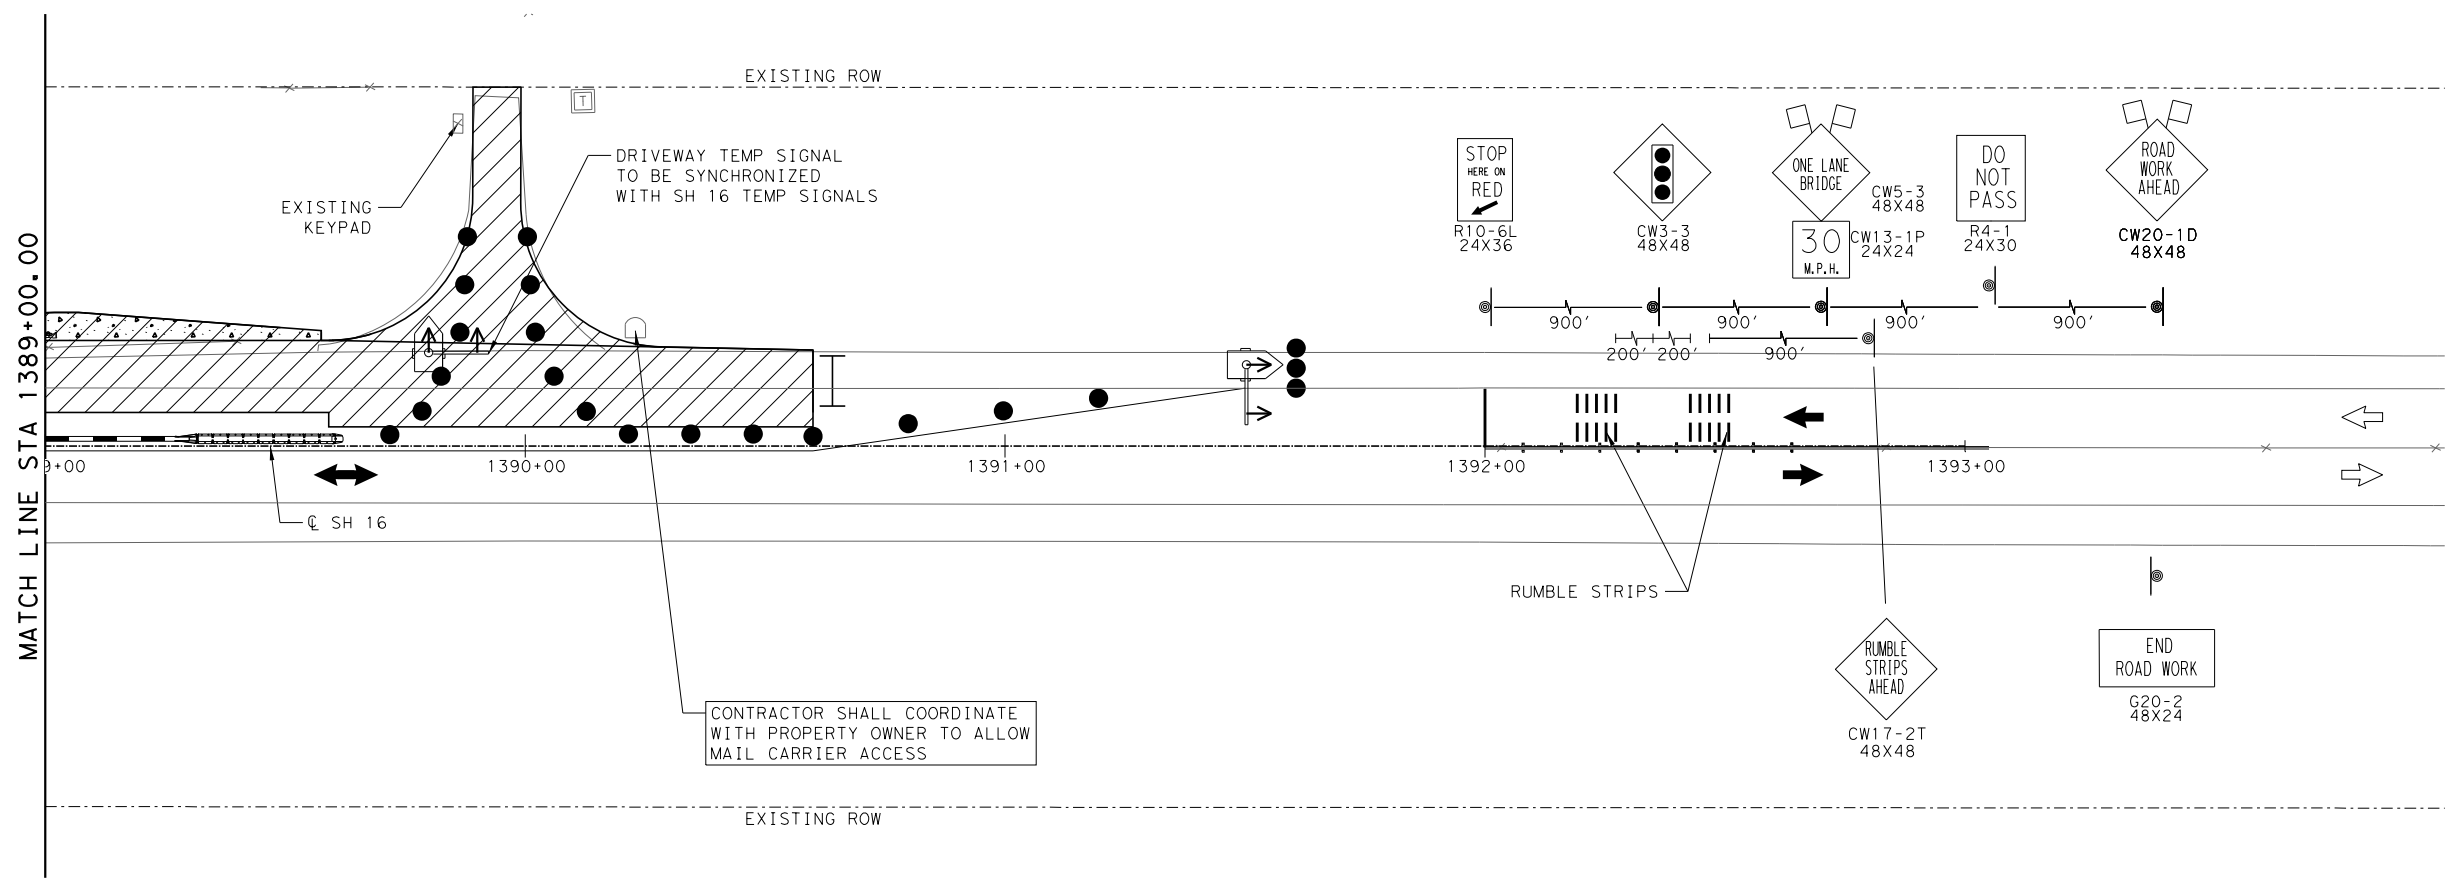 EXISTING ROW
T
DRIVEWAY TEMP SIGNAL
TO BE SYNCHRONIZED
WITH SH 16 TEMP SIGNALS
EXISTING
KEYPAD
STOP
HERE ON
RED
R10-6L
24X36
CW3-3
48X48
ONE LANE
BRIDGE
CW5-3
48X48
30
M.P.H.
CW13-1P
24X24
DO
NOT
PASS
R4-1
24X30
ROAD
WORK
AHEAD
CW20-1D
48X48
900'
900'
900'
900'
200'
200'
900'
MATCH LINE STA 1389+00.00
9+00
1390+00
1391+00
1392+00
1393+00
℄ SH 16
RUMBLE STRIPS
RUMBLE
STRIPS
AHEAD
CW17-2T
48X48
END
ROAD WORK
G20-2
48X24
CONTRACTOR SHALL COORDINATE
WITH PROPERTY OWNER TO ALLOW
MAIL CARRIER ACCESS
EXISTING ROW